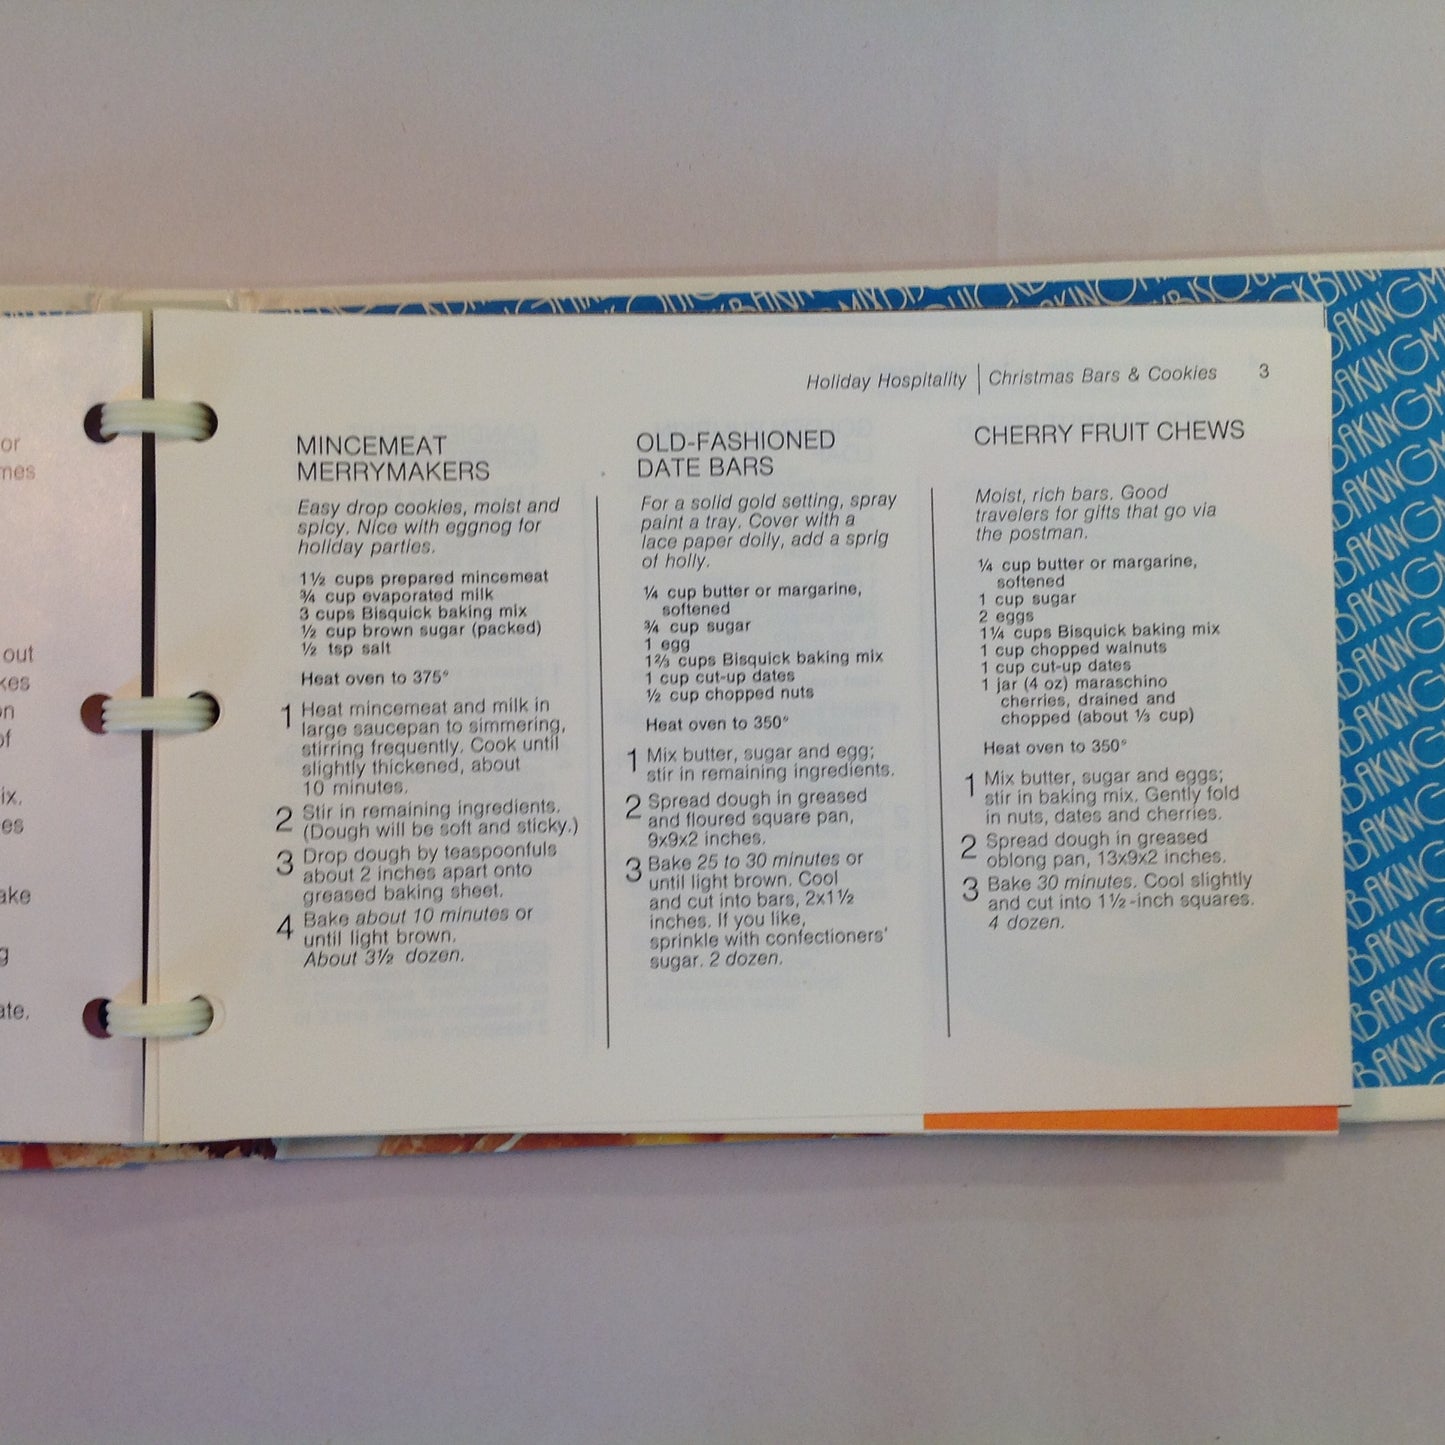 or
mes
out
kes
on
of
ix.
es
ake
g
ate.
Holiday Hospitality | Christmas Bars & Cookies 3
MINCEMEAT
MERRYMAKERS
Easy drop cookies, moist and
spicy. Nice with eggnog for
holiday parties.
1½ cups prepared mincemeat
¾ cup evaporated milk
3 cups Bisquick baking mix
½ cup brown sugar (packed)
½ tsp salt
Heat oven to 375°
1 Heat mincemeat and milk in
large saucepan to simmering,
stirring frequently. Cook until
slightly thickened, about
10 minutes.
2 Stir in remaining ingredients.
(Dough will be soft and sticky.)
3 Drop dough by teaspoonfuls
about 2 inches apart onto
greased baking sheet.
4 Bake about 10 minutes or
until light brown.
About 3½ dozen.
OLD-FASHIONED
DATE BARS
For a solid gold setting, spray
paint a tray. Cover with a
lace paper doily, add a sprig
of holly.
¼ cup butter or margarine,
softened
¾ cup sugar
1 egg
1⅔ cups Bisquick baking mix
1 cup cut-up dates
½ cup chopped nuts
Heat oven to 350°
1 Mix butter, sugar and egg;
stir in remaining ingredients.
2 Spread dough in greased
and floured square pan,
9x9x2 inches.
3 Bake 25 to 30 minutes or
until light brown. Cool
and cut into bars, 2x1½
inches. If you like,
sprinkle with confectioners'
sugar. 2 dozen.
CHERRY FRUIT CHEWS
Moist, rich bars. Good
travelers for gifts that go via
the postman.
¼ cup butter or margarine,
softened
1 cup sugar
2 eggs
1¼ cups Bisquick baking mix
1 cup chopped walnuts
1 cup cut-up dates
1 jar (4 oz) maraschino
cherries, drained and
chopped (about ⅓ cup)
Heat oven to 350°
1 Mix butter, sugar and eggs;
stir in baking mix. Gently fold
in nuts, dates and cherries.
2 Spread dough in greased
oblong pan, 13x9x2 inches.
3 Bake 30 minutes. Cool slightly
and cut into 1½-inch squares.
4 dozen.